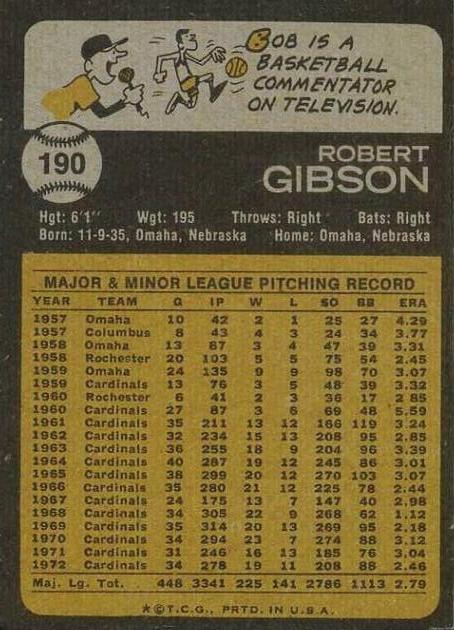 BOB IS A
BASKETBALL
COMMENTATOR
ON TELEVISION.
190
ROBERT
GIBSON
Hgt: 6'1" Wgt: 195 Throws: Right Bats: Right
Born: 11-9-35, Omaha, Nebraska Home: Omaha, Nebraska
MAJOR & MINOR LEAGUE PITCHING RECORD
YEAR TEAM G IP W L SO BB ERA
1957 Omaha 10 42 2 1 25 27 4.29
1957 Columbus 8 43 4 3 24 34 3.77
1958 Omaha 13 87 3 4 47 39 3.31
1958 Rochester 20 103 5 5 75 54 2.45
1959 Omaha 24 135 9 9 98 70 3.07
1959 Cardinals 13 76 3 5 48 39 3.32
1960 Rochester 6 41 2 3 36 17 2.85
1960 Cardinals 27 87 3 6 69 48 5.59
1961 Cardinals 35 211 13 12 166 119 3.24
1962 Cardinals 32 234 15 13 208 95 2.85
1963 Cardinals 36 255 18 9 204 96 3.39
1964 Cardinals 40 287 19 12 245 86 3.01
1965 Cardinals 38 299 20 12 270 103 3.07
1966 Cardinals 35 280 21 12 225 78 2.44
1967 Cardinals 24 175 13 7 147 40 2.98
1968 Cardinals 34 305 22 9 268 62 1.12
1969 Cardinals 35 314 20 13 269 95 2.18
1970 Cardinals 34 294 23 7 274 88 3.12
1971 Cardinals 31 246 16 13 185 76 3.04
1972 Cardinals 34 278 19 11 208 88 2.46
Maj. Lg. Tot. 448 3341 225 141 2786 1113 2.79
*©T.C.G., PRTD. IN U.S.A.